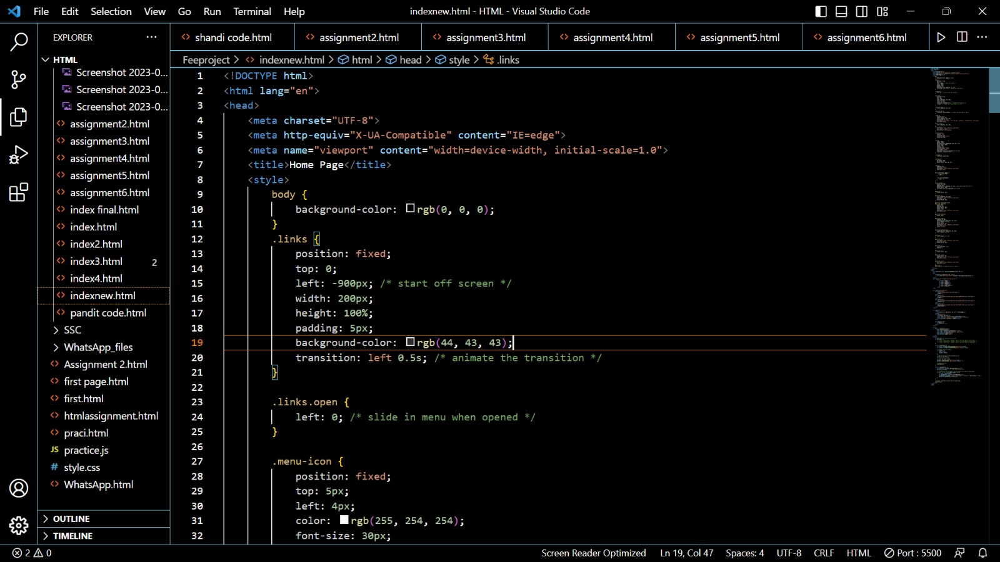 File Edit Selection View Go Run Terminal Help indexnew.html - HTML - Visual Studio Code
EXPLORER
shandi code.html assignment2.html assignment3.html assignment4.html assignment5.html assignment6.html
HTML
Screenshot 2023-0...
Screenshot 2023-0...
Screenshot 2023-0...
assignment2.html
assignment3.html
assignment4.html
assignment5.html
assignment6.html
index final.html
index.html
index2.html
index3.html 2
index4.html
indexnew.html
pandit code.html
SSC
WhatsApp_files
Assignment 2.html
first page.html
first.html
htmlassignment.html
praci.html
JS practice.js
# style.css
WhatsApp.html
OUTLINE
TIMELINE
Feeproject > indexnew.html > html > head > style > .links
1 <!DOCTYPE html>
2 <html lang="en">
3 <head>
4 <meta charset="UTF-8">
5 <meta http-equiv="X-UA-Compatible" content="IE=edge">
6 <meta name="viewport" content="width=device-width, initial-scale=1.0">
7 <title>Home Page</title>
8 <style>
9 body {
10 background-color: rgb(0, 0, 0);
11 }
12 .links {
13 position: fixed;
14 top: 0;
15 left: -900px; /* start off screen */
16 width: 200px;
17 height: 100%;
18 padding: 5px;
19 background-color: rgb(44, 43, 43);
20 transition: left 0.5s; /* animate the transition */
21 }
22
23 .links.open {
24 left: 0; /* slide in menu when opened */
25 }
26
27 .menu-icon {
28 position: fixed;
29 top: 5px;
30 left: 4px;
31 color: rgb(255, 254, 254);
32 font-size: 30px;
2 0 Screen Reader Optimized Ln 19, Col 47 Spaces: 4 UTF-8 CRLF HTML Port : 5500